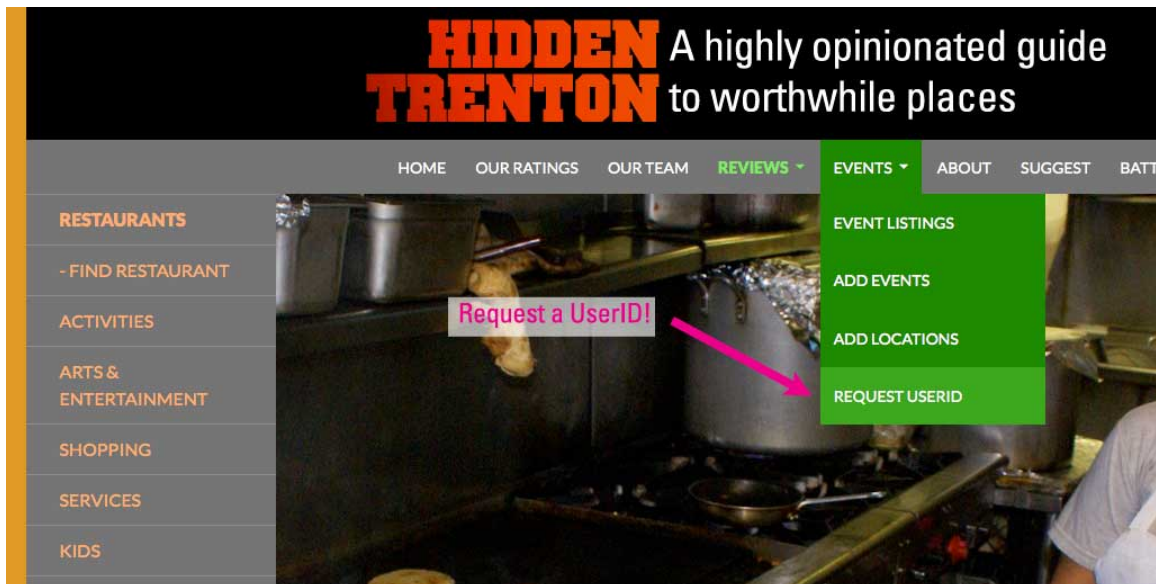 HIDDEN A highly opinionated guide
TRENTON to worthwhile places
HOME OUR RATINGS OUR TEAM REVIEWS EVENTS ABOUT SUGGEST BATT
RESTAURANTS
- FIND RESTAURANT
ACTIVITIES
ARTS &
ENTERTAINMENT
SHOPPING
SERVICES
KIDS
EVENT LISTINGS
ADD EVENTS
ADD LOCATIONS
REQUEST USERID
Request a UserID!